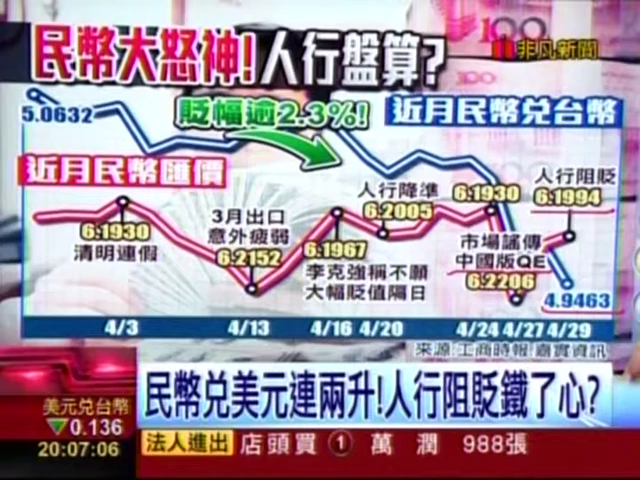 民幣大怒神!人行盤算?
100
非凡新聞
5.0632
貶幅逾2.3%!
近月民幣兌台幣
近月民幣匯價
6.1930
清明連假
3月出口
意外疲弱
6.2152
6.1967
李克強稱不願
大幅貶值隔日
人行降準
6.2005
6.1930
市場謠傳
中國版QE
6.2206
人行阻貶
6.1994
4.9463
4/3
4/13
4/16
4/20
4/24
4/27
4/29
來源:工商時報.嘉實資訊
民幣兌美元連兩升!人行阻貶鐵了心?
美元兌台幣
▼0.136
20:07:06
法人進出
店頭買 1 萬 潤 988張